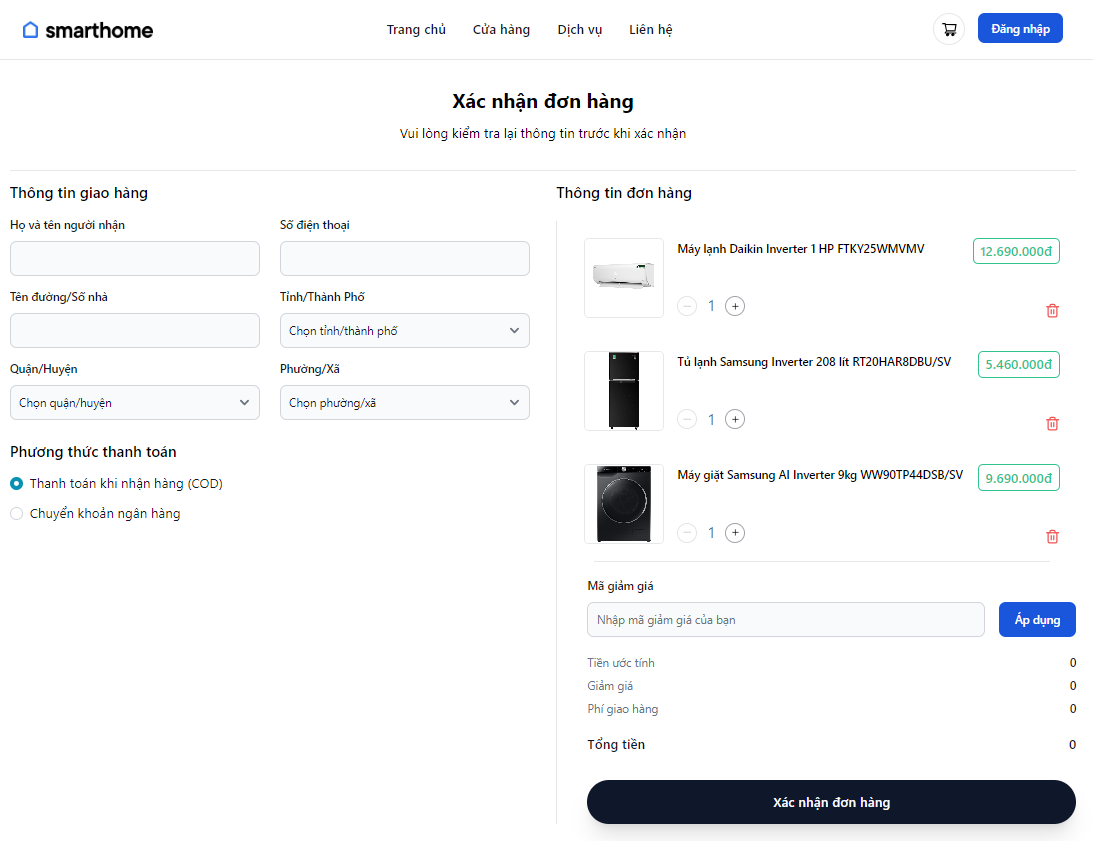 smarthome
Trang chủ
Cửa hàng
Dịch vụ
Liên hệ
Đăng nhập
Xác nhận đơn hàng
Vui lòng kiểm tra lại thông tin trước khi xác nhận
Thông tin giao hàng
Họ và tên người nhận
Số điện thoại
Tên đường/Số nhà
Tỉnh/Thành Phố
Chọn tỉnh/thành phố
Quận/Huyện
Phường/Xã
Chọn quận/huyện
Chọn phường/xã
Phương thức thanh toán
Thanh toán khi nhận hàng (COD)
Chuyển khoản ngân hàng
Thông tin đơn hàng
Máy lạnh Daikin Inverter 1 HP FTKY25WMVMV
12.690.000đ
1
Tủ lạnh Samsung Inverter 208 lít RT20HAR8DBU/SV
5.460.000đ
1
Máy giặt Samsung AI Inverter 9kg WW90TP44DSB/SV
9.690.000đ
1
Mã giảm giá
Nhập mã giảm giá của bạn
Áp dụng
Tiền ước tính 0
Giảm giá 0
Phí giao hàng 0
Tổng tiền 0
Xác nhận đơn hàng